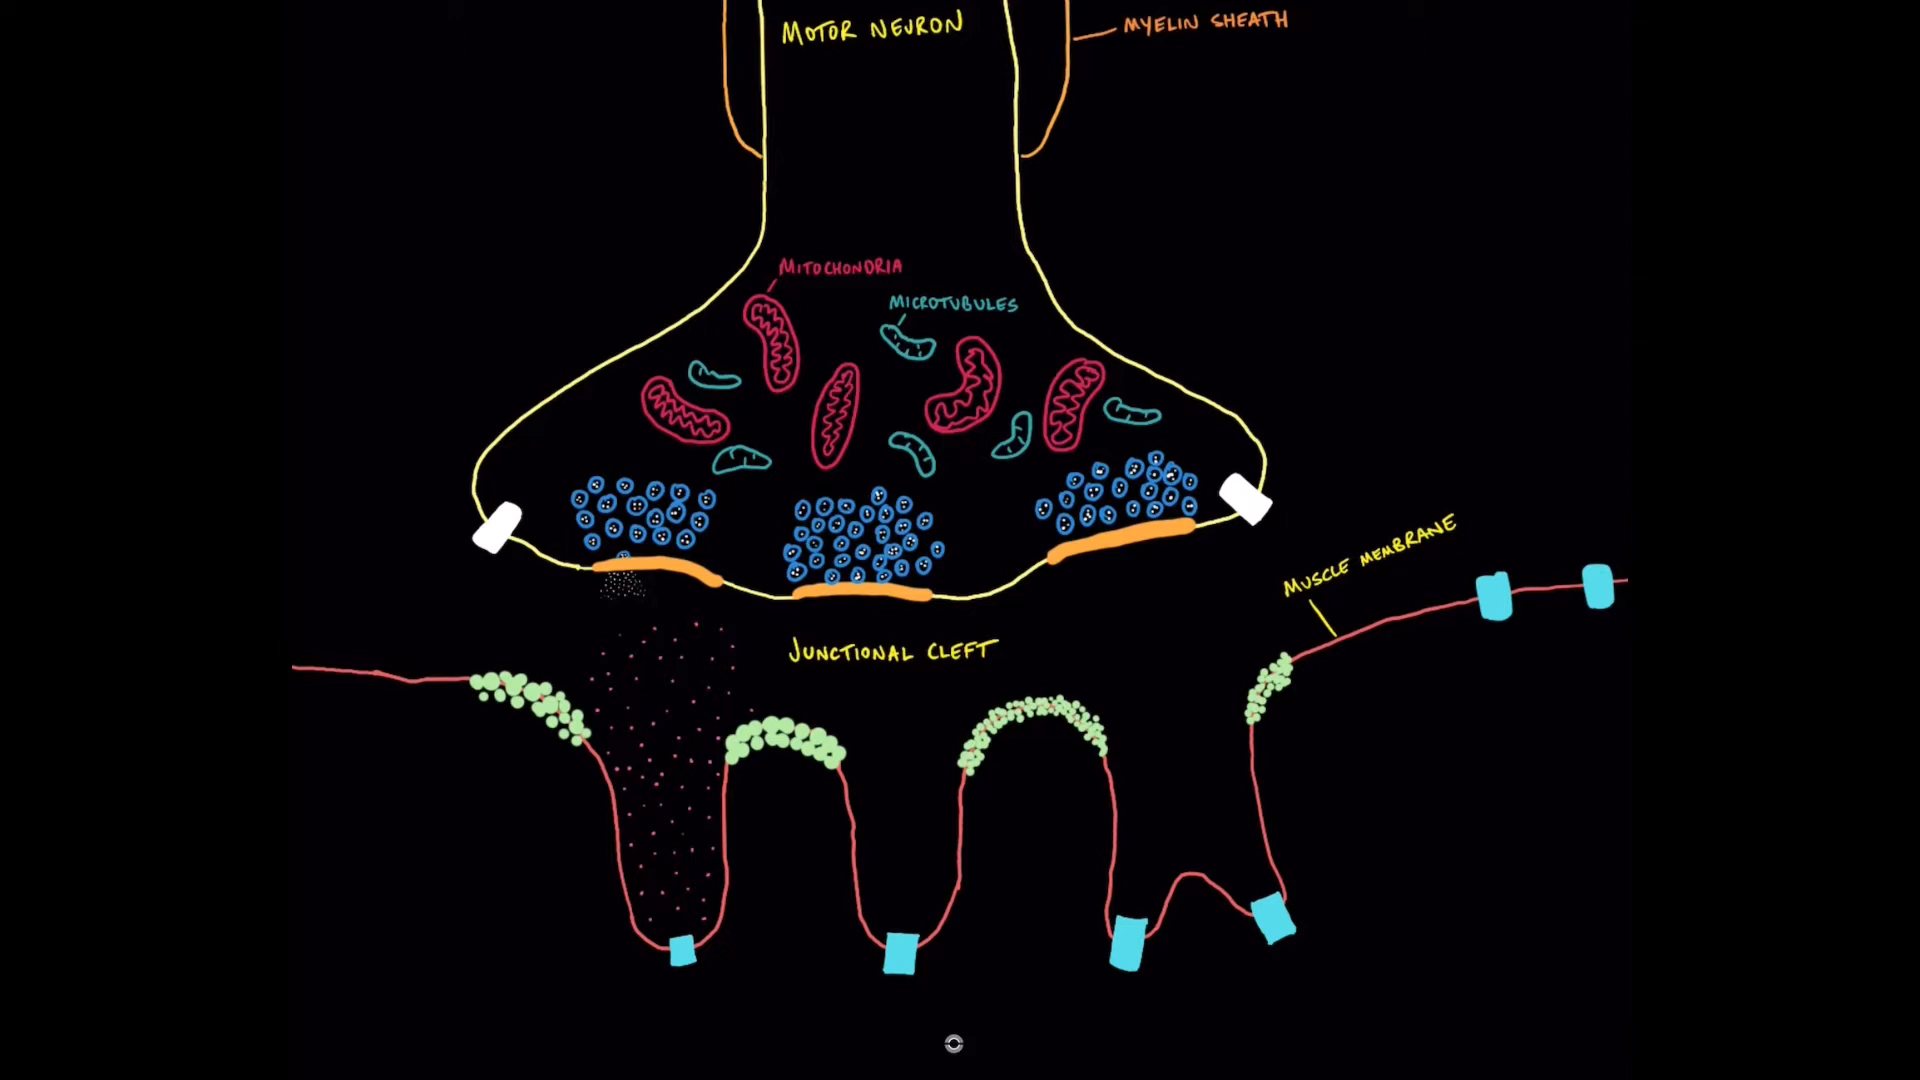 MOTOR NEURON
MYELIN SHEATH
MITOCHONDRIA
MICROTUBULES
MUSCLE MEMBRANE
JUNCTIONAL CLEFT